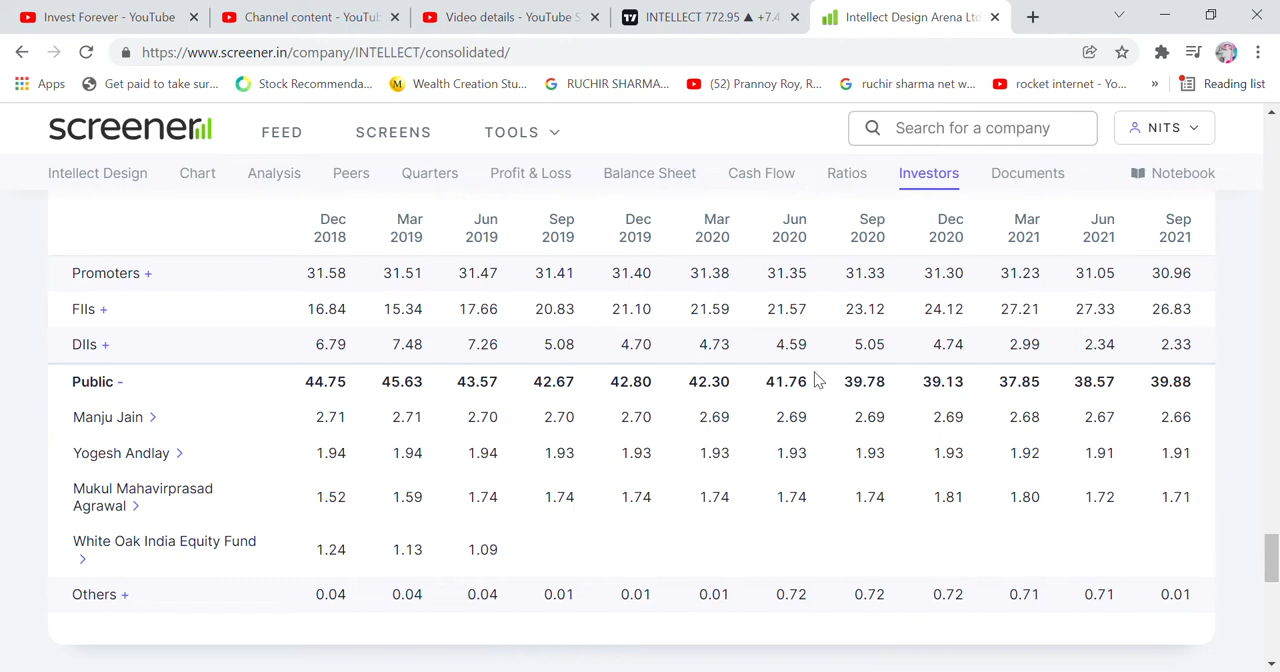 Invest Forever - YouTube
Channel content - YouTub
Video details - YouTube S
INTELLECT 772.95 ▲ +7.4
Intellect Design Arena Ltd
https://www.screener.in/company/INTELLECT/consolidated/
Apps
Get paid to take sur...
Stock Recommenda...
Wealth Creation Stu...
RUCHIR SHARMA...
(52) Prannoy Roy, R...
ruchir sharma net w...
rocket internet - Yo...
»
Reading list
screener
FEED
SCREENS
TOOLS
Search for a company
NITS
Intellect Design
Chart
Analysis
Peers
Quarters
Profit & Loss
Balance Sheet
Cash Flow
Ratios
Investors
Documents
Notebook
Dec 2018 Mar 2019 Jun 2019 Sep 2019 Dec 2019 Mar 2020 Jun 2020 Sep 2020 Dec 2020 Mar 2021 Jun 2021 Sep 2021
Promoters + 31.58 31.51 31.47 31.41 31.40 31.38 31.35 31.33 31.30 31.23 31.05 30.96
FIIs + 16.84 15.34 17.66 20.83 21.10 21.59 21.57 23.12 24.12 27.21 27.33 26.83
DIIs + 6.79 7.48 7.26 5.08 4.70 4.73 4.59 5.05 4.74 2.99 2.34 2.33
Public - 44.75 45.63 43.57 42.67 42.80 42.30 41.76 39.78 39.13 37.85 38.57 39.88
Manju Jain > 2.71 2.71 2.70 2.70 2.70 2.69 2.69 2.69 2.69 2.68 2.67 2.66
Yogesh Andlay > 1.94 1.94 1.94 1.93 1.93 1.93 1.93 1.93 1.93 1.92 1.91 1.91
Mukul Mahavirprasad
Agrawal > 1.52 1.59 1.74 1.74 1.74 1.74 1.74 1.74 1.81 1.80 1.72 1.71
White Oak India Equity Fund
> 1.24 1.13 1.09
Others + 0.04 0.04 0.04 0.01 0.01 0.01 0.72 0.72 0.72 0.71 0.71 0.01